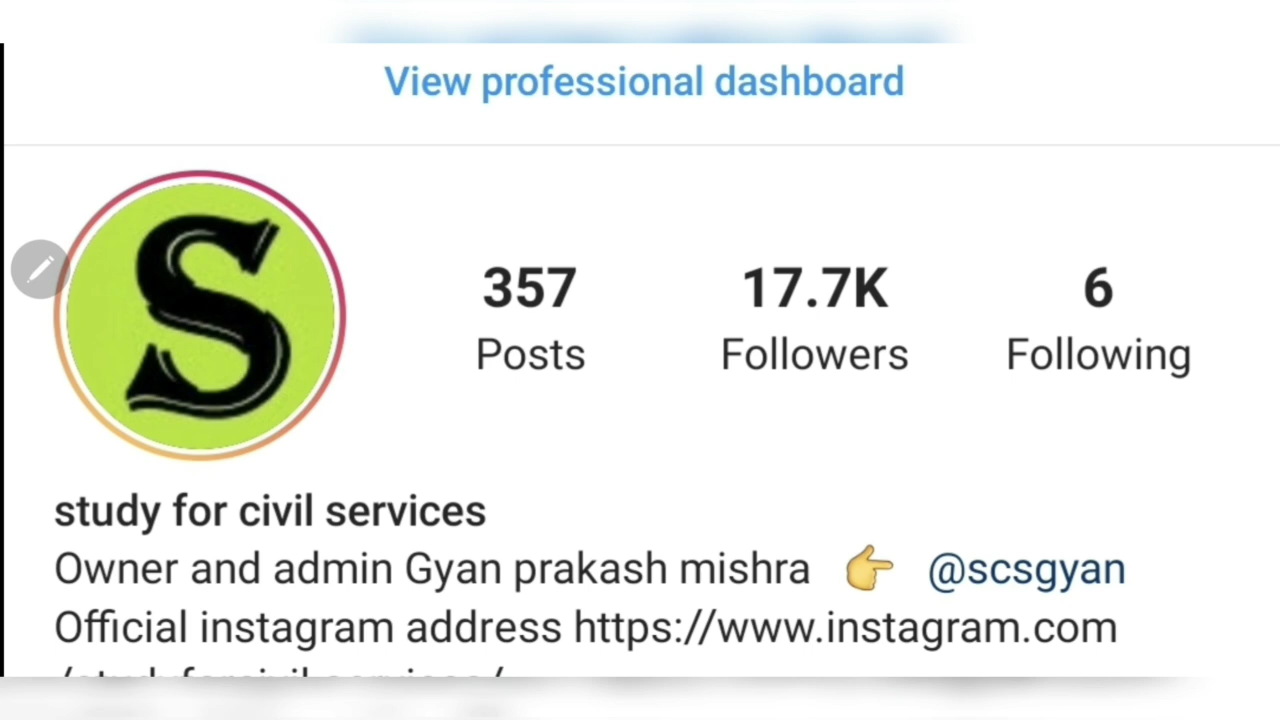 View professional dashboard
S
357 17.7K 6
Posts Followers Following
study for civil services
Owner and admin Gyan prakash mishra 👉 @scsgyan
Official instagram address https://www.instagram.com